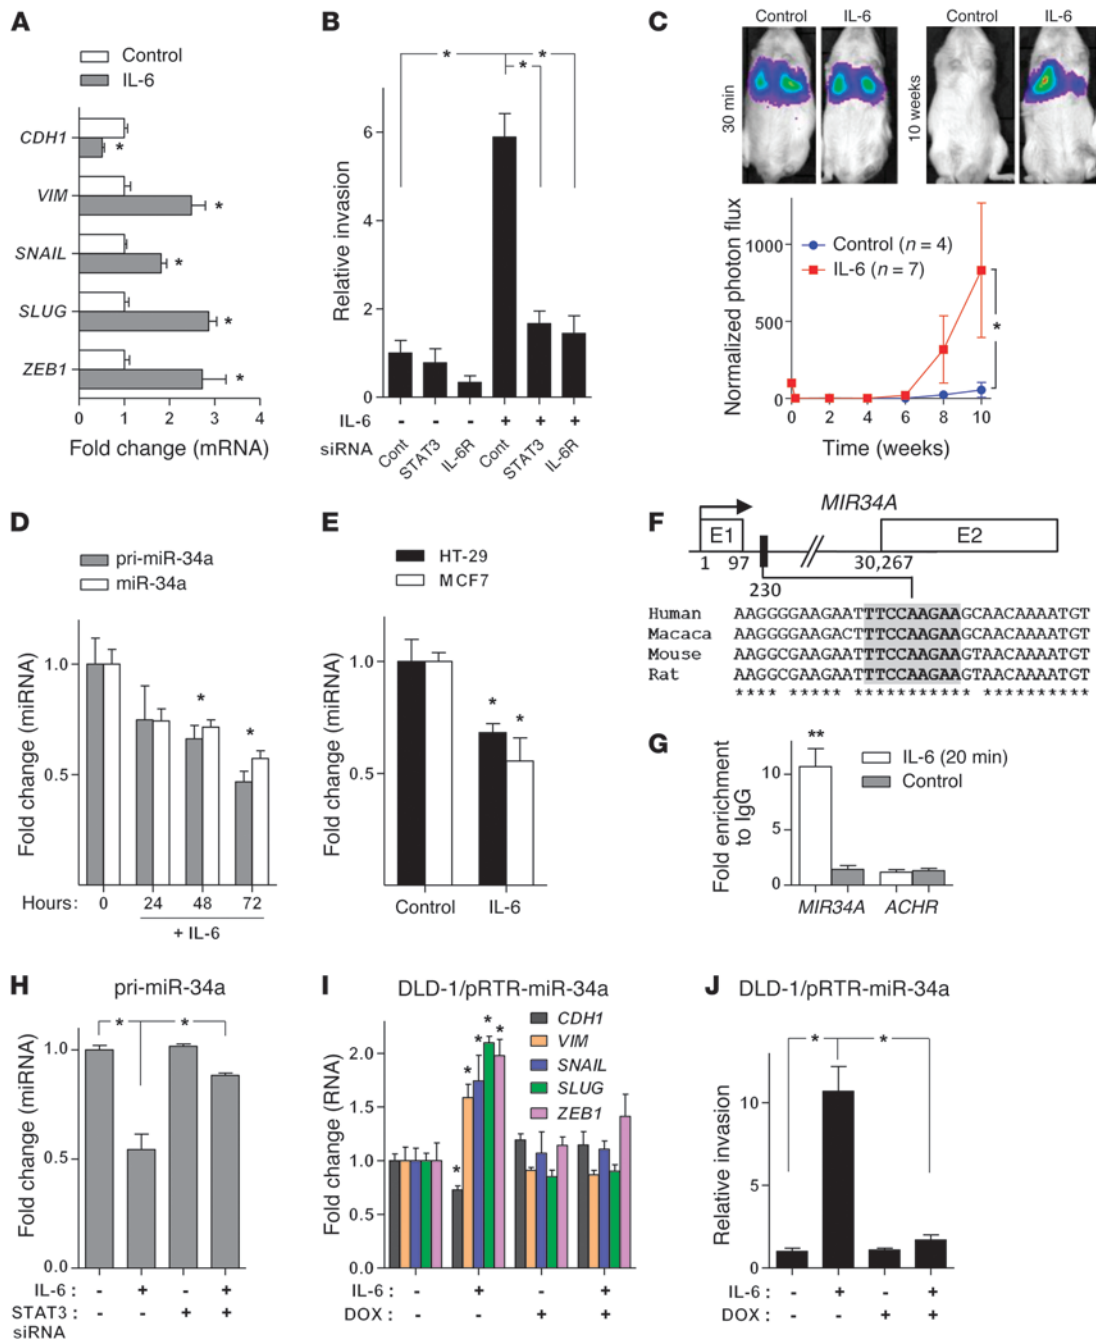 A
Control
IL-6
CDH1
VIM
SNAIL
SLUG
ZEB1
0 1 2 3 4
Fold change (mRNA)
B
Relative invasion
6
4
2
0
* * *
IL-6 - - - + + +
siRNA Cont STAT3 IL-6R Cont STAT3 IL-6R
C
Control IL-6 Control IL-6
30 min
10 weeks
Normalized photon flux
1000
500
0
Control (n = 4)
IL-6 (n = 7)
*
0 2 4 6 8 10
Time (weeks)
D
pri-miR-34a
miR-34a
Fold change (miRNA)
1.0
0.5
* *
Hours: 0 24 48 72
+ IL-6
E
HT-29
MCF7
Fold change (miRNA)
1.0
0.5
0
* *
Control IL-6
F
MIR34A
E1 E2
1 97 30,267
230
Human AAGGGGAAGAATTTCCAAGAAGCAACAAAATGT
Macaca AAGGGGAAGACTTTCCAAGAAGCAACAAAATGT
Mouse AAGGCGAAGAATTTCCAAGAAGTAACAAAATGT
Rat AAGGCGAAGAATTTCCAAGAAGTAACAAAATGT
**** ***** *********** **********
G
Fold enrichment
to IgG
10
5
0
**
IL-6 (20 min)
Control
MIR34A ACHR
H
pri-miR-34a
Fold change (miRNA)
1.0
0.5
0.0
* *
IL-6 : - + - +
STAT3 : - - + +
siRNA
I
DLD-1/pRTR-miR-34a
Fold change (RNA)
2.0
1.5
1.0
0.5
0
CDH1
VIM
SNAIL
SLUG
ZEB1
* * * * *
IL-6 : - + - +
DOX : - - + +
J
DLD-1/pRTR-miR-34a
Relative invasion
10
5
0
* *
IL-6 : - + - +
DOX : - - + +